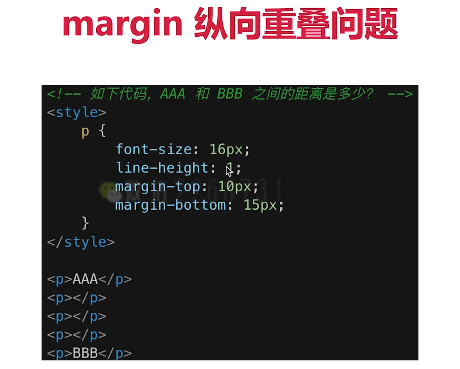 margin 纵向重叠问题
<!-- 如下代码，AAA 和 BBB 之间的距离是多少？ -->
<style>
    p {
        font-size: 16px;
        line-height: 1;
        margin-top: 10px;
        margin-bottom: 15px;
    }
</style>

<p>AAA</p>
<p></p>
<p></p>
<p></p>
<p>BBB</p>